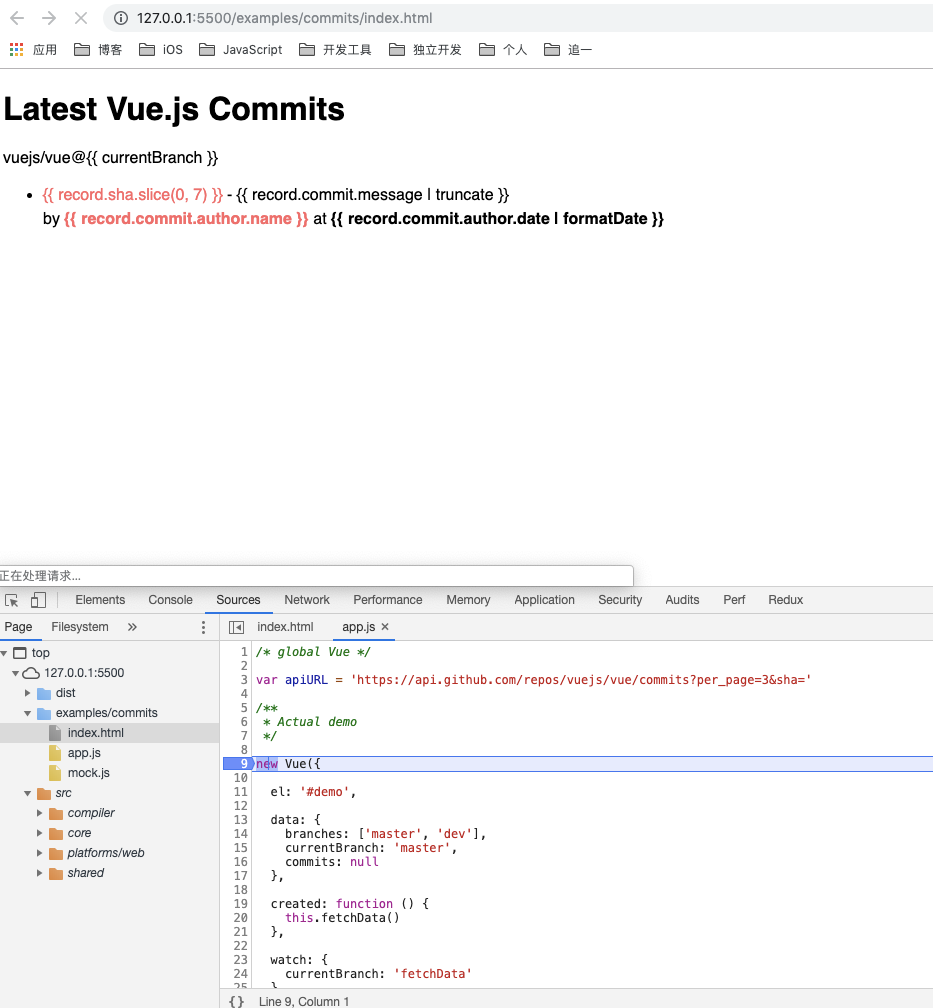 127.0.0.1:5500/examples/commits/index.html
应用 博客 iOS JavaScript 开发工具 独立开发 个人 追一
Latest Vue.js Commits
vuejs/vue@{{ currentBranch }}
• {{ record.sha.slice(0, 7) }} - {{ record.commit.message | truncate }}
by {{ record.commit.author.name }} at {{ record.commit.author.date | formatDate }}
正在处理请求...
Elements Console Sources Network Performance Memory Application Security Audits Perf Redux
Page Filesystem »
index.html app.js ×
top
127.0.0.1:5500
dist
examples/commits
index.html
app.js
mock.js
src
compiler
core
platforms/web
shared
1 /* global Vue */
2
3 var apiURL = 'https://api.github.com/repos/vuejs/vue/commits?per_page=3&sha='
4
5 /**
6 * Actual demo
7 */
8
9 new Vue({
10
11 el: '#demo',
12
13 data: {
14 branches: ['master', 'dev'],
15 currentBranch: 'master',
16 commits: null
17 },
18
19 created: function () {
20 this.fetchData()
21 },
22
23 watch: {
24 currentBranch: 'fetchData'
25 }
{} Line 9, Column 1